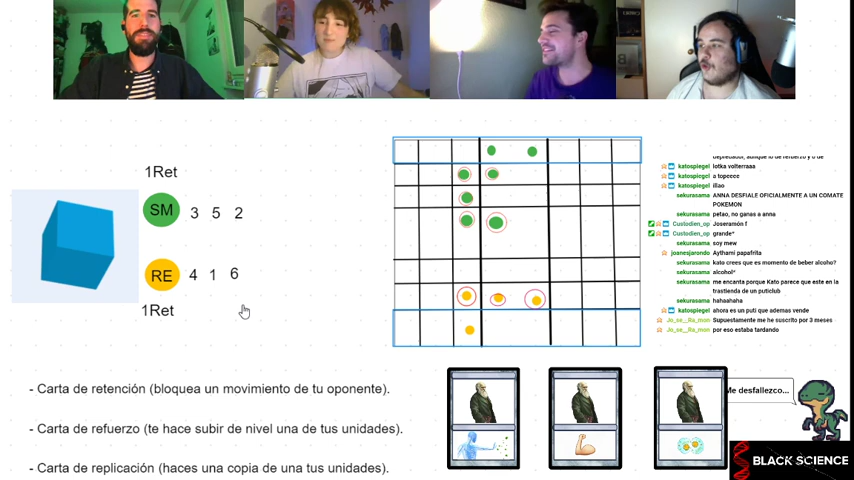 1Ret
SM 3 5 2
RE 4 1 6
1Ret
- Carta de retención (bloquea un movimiento de tu oponente).
- Carta de refuerzo (te hace subir de nivel una de tus unidades).
- Carta de replicación (haces una copia de una tus unidades).
katospiegel lotka volterraaa
katospiegel a topeeee
katospiegel illao
sekurasama ANNA DESFIALE OFICIALMENTE A UN COMATE
POKEMON
sekurasama petao, no ganas a anna
Custodien_op Joseramón !
Custodien_op grande*
sekurasama soy mew
joanesjarondo Aythami papafrita
sekurasama kato crees que es momento de beber alcoho?
sekurasama alcohol*
sekurasama me encanta porque Kato parece que este en la
trastienda de un puticlub
sekurasama hahaahaha
katospiegel ahora es un puti que ademas vende
Jo_se__Ra_mon Supuestamente me he suscrito por 3 meses
Jo_se__Ra_mon por eso estaba tardando
Me desfallezco...
BLACK SCIENCE